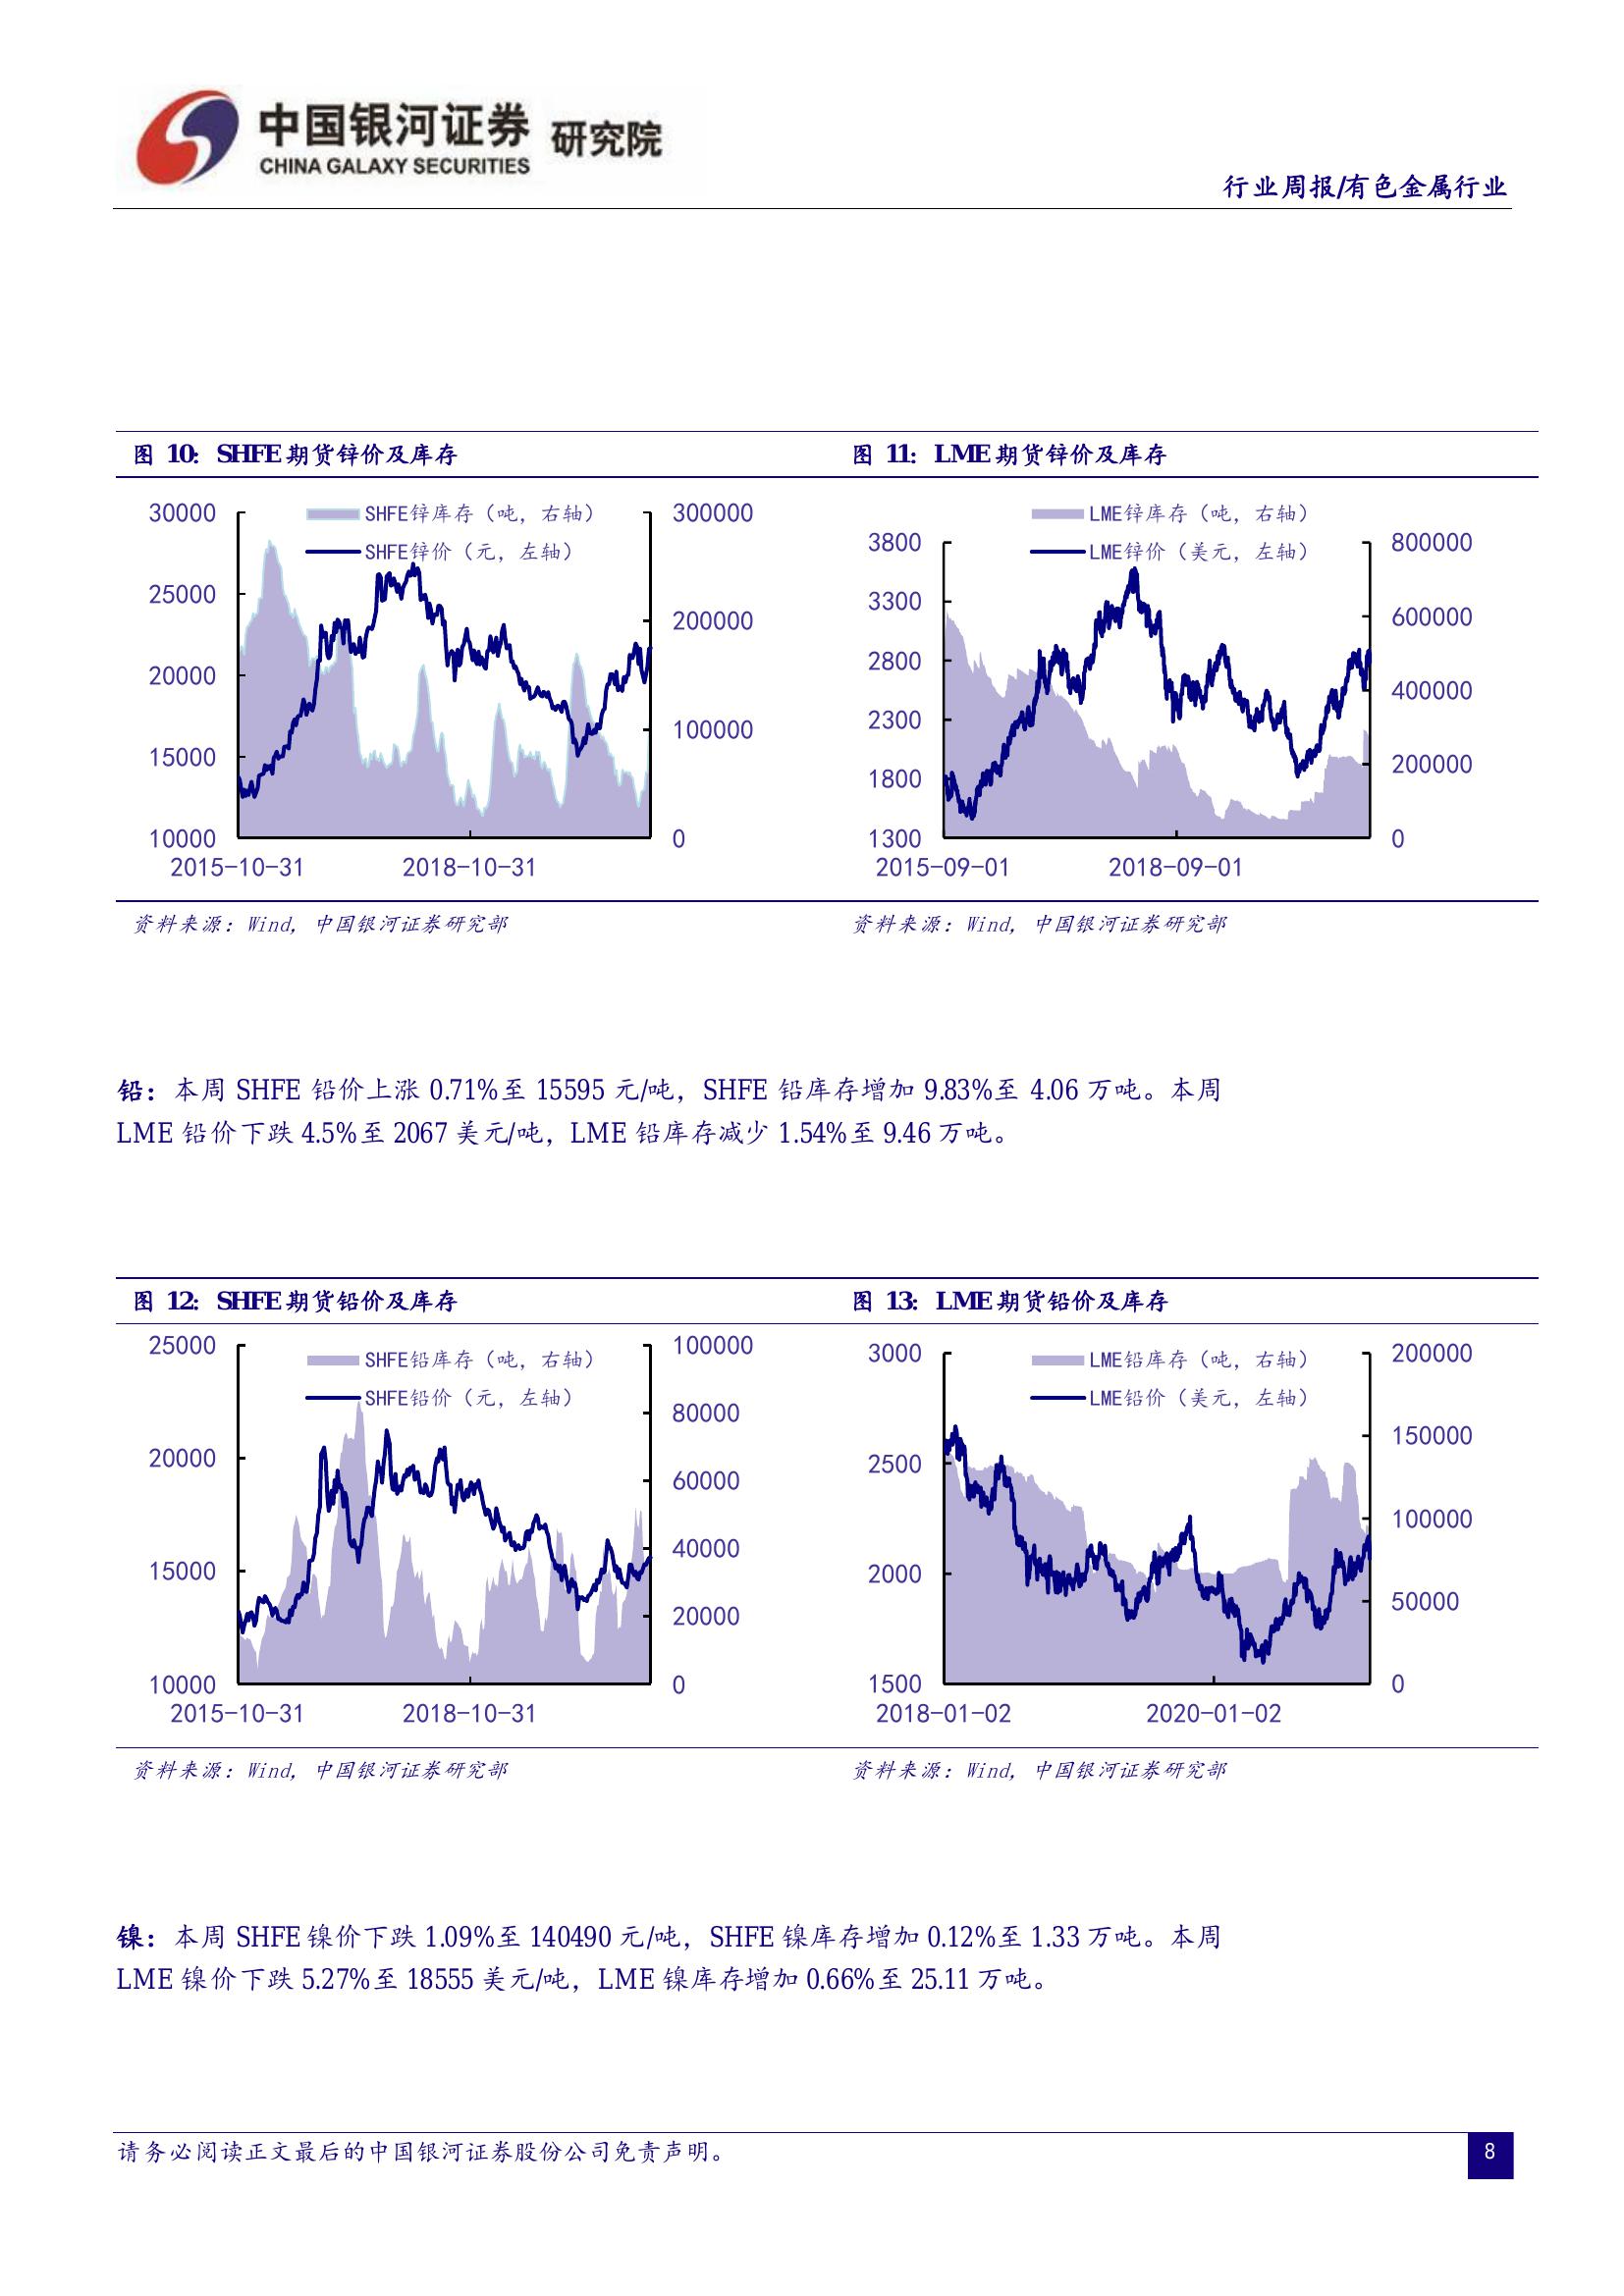 中国银河证券 研究院
CHINA GALAXY SECURITIES
行业周报/有色金属行业
图 10: SHFE 期货锌价及库存
图 11: LME 期货锌价及库存
SHFE锌库存（吨，右轴）
SHFE锌价（元，左轴）
30000
25000
20000
15000
10000
300000
200000
100000
0
2015-10-31
2018-10-31
LME锌库存（吨，右轴）
LME锌价（美元，左轴）
3800
3300
2800
2300
1800
1300
800000
600000
400000
200000
0
2015-09-01
2018-09-01
资料来源：Wind, 中国银河证券研究部
资料来源：Wind, 中国银河证券研究部
铅：本周 SHFE 铅价上涨 0.71%至 15595 元/吨，SHFE 铅库存增加 9.83%至 4.06 万吨。本周
LME 铅价下跌 4.5%至 2067 美元/吨，LME 铅库存减少 1.54%至 9.46 万吨。
图 12: SHFE 期货铅价及库存
图 13: LME 期货铅价及库存
SHFE铅库存（吨，右轴）
SHFE铅价（元，左轴）
25000
20000
15000
10000
100000
80000
60000
40000
20000
0
2015-10-31
2018-10-31
LME铅库存（吨，右轴）
LME铅价（美元，左轴）
3000
2500
2000
1500
200000
150000
100000
50000
0
2018-01-02
2020-01-02
资料来源：Wind, 中国银河证券研究部
资料来源：Wind, 中国银河证券研究部
镍：本周 SHFE 镍价下跌 1.09%至 140490 元/吨，SHFE 镍库存增加 0.12%至 1.33 万吨。本周
LME 镍价下跌 5.27%至 18555 美元/吨，LME 镍库存增加 0.66%至 25.11 万吨。
请务必阅读正文最后的中国银河证券股份公司免责声明。
8